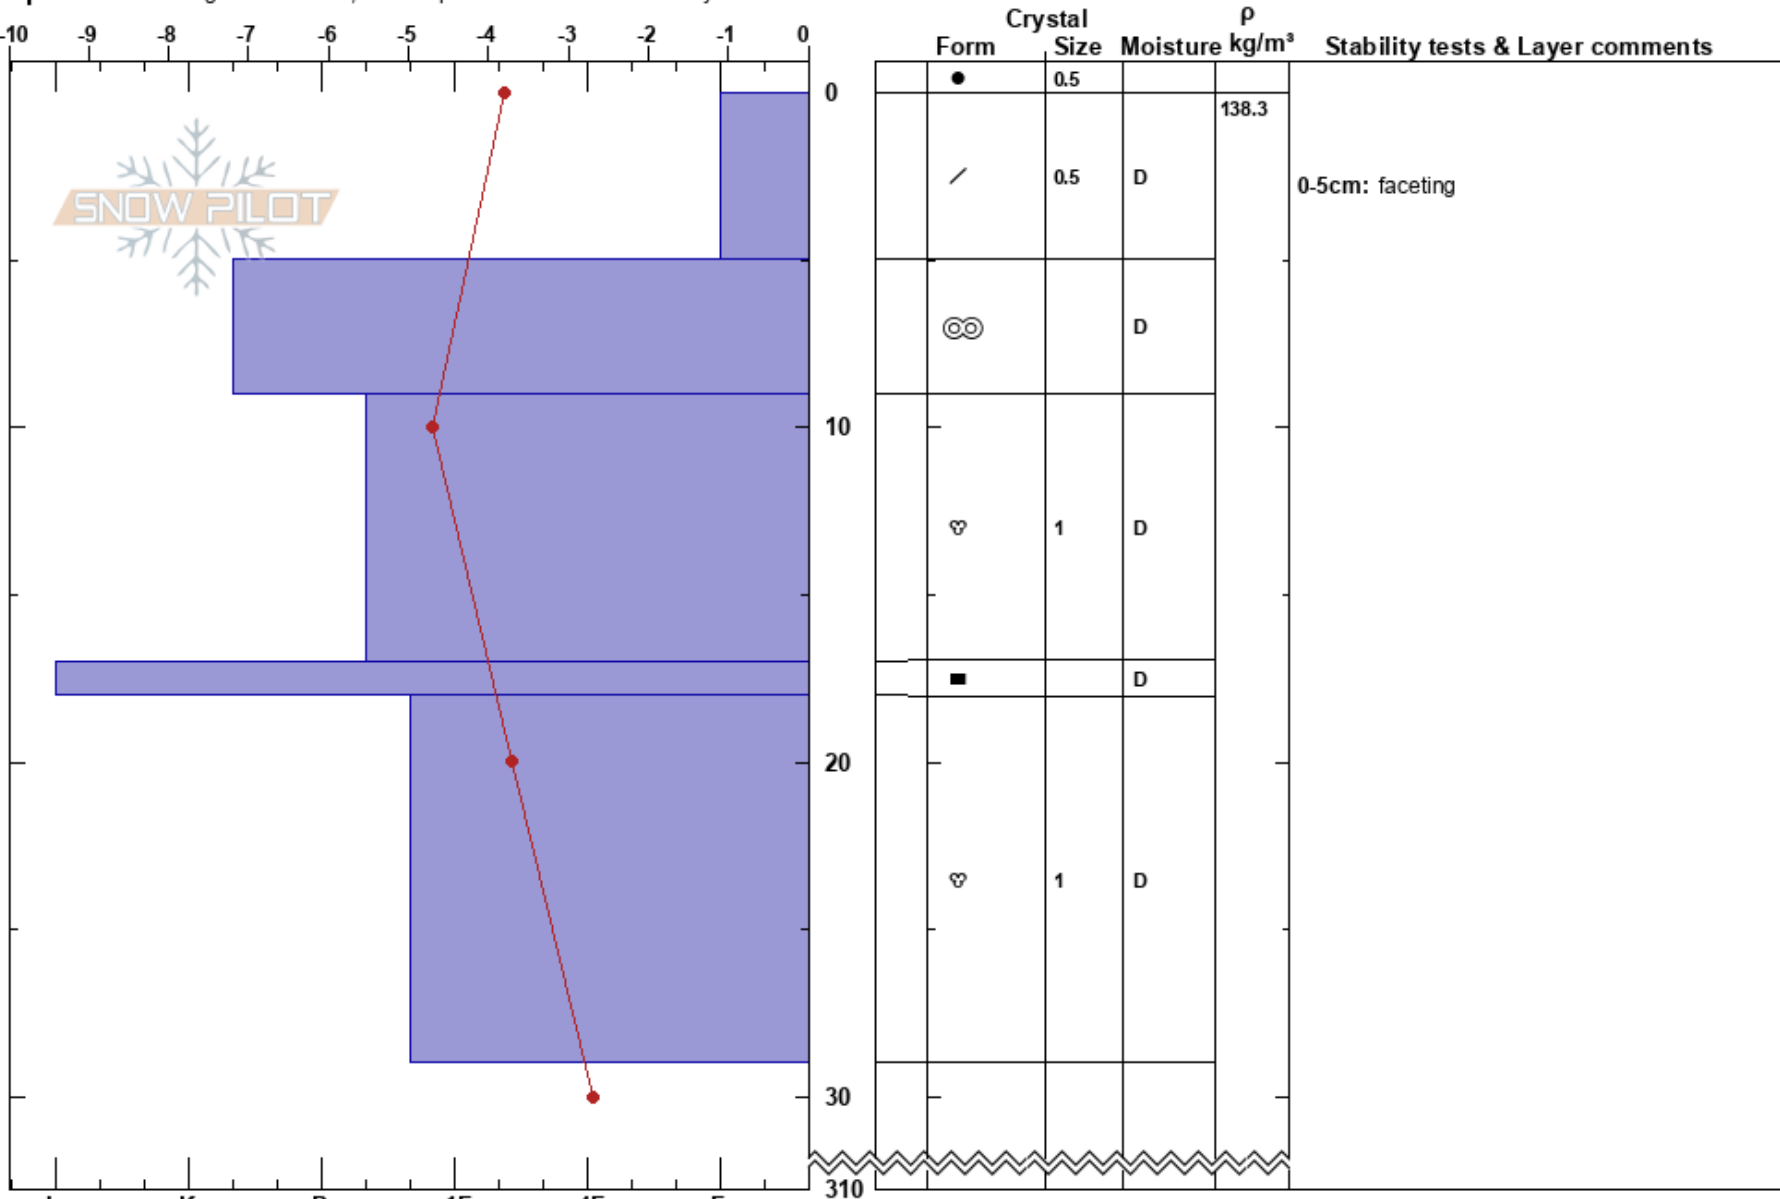 Crystal ρ
-10 -9 -8 -7 -6 -5 -4 -3 -2 -1 0 Form Size Moisture kg/m³ Stability tests & Layer comments
0.5
0 138.3
0.5 D 0-5cm: faceting
SNOW PILOT
D
10
1 D
D
20
1 D
30
310